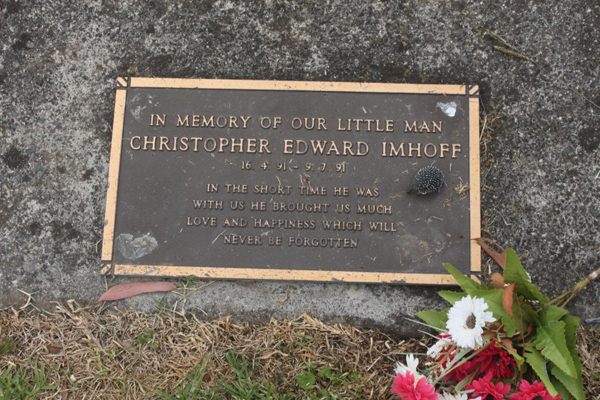 IN MEMORY OF OUR LITTLE MAN
CHRISTOPHER EDWARD IMHOFF
16. 4. 91 - 9. 7. 91
IN THE SHORT TIME HE WAS
WITH US HE BROUGHT US MUCH
LOVE AND HAPPINESS WHICH WILL
NEVER BE FORGOTTEN